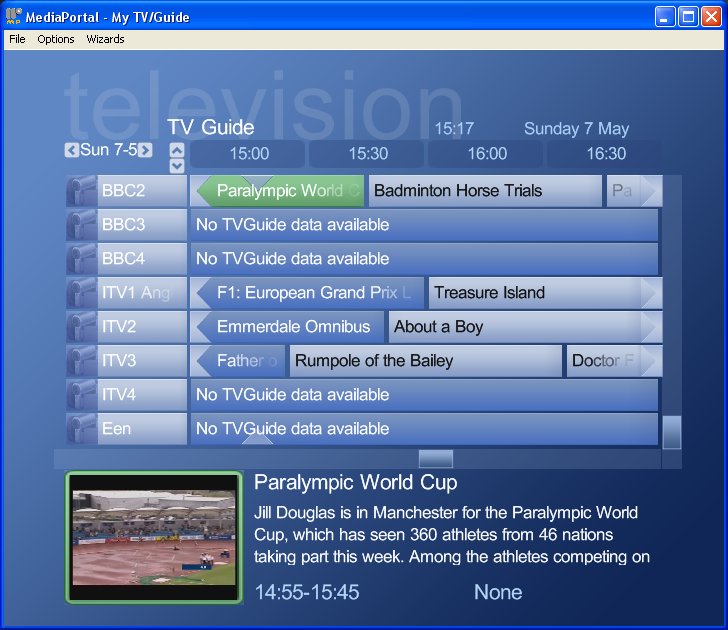 MediaPortal - My TV/Guide
File Options Wizards
television
TV Guide 15:17 Sunday 7 May
Sun 7-5 15:00 15:30 16:00 16:30
BBC2 Paralympic World C Badminton Horse Trials Pa
BBC3 No TVGuide data available
BBC4 No TVGuide data available
ITV1 Ang F1: European Grand Prix L Treasure Island
ITV2 Emmerdale Omnibus About a Boy
ITV3 Father o Rumpole of the Bailey Doctor F
ITV4 No TVGuide data available
Een No TVGuide data available
Paralympic World Cup
Jill Douglas is in Manchester for the Paralympic World
Cup, which has seen 360 athletes from 46 nations
taking part this week. Among the athletes competing on
14:55-15:45 None